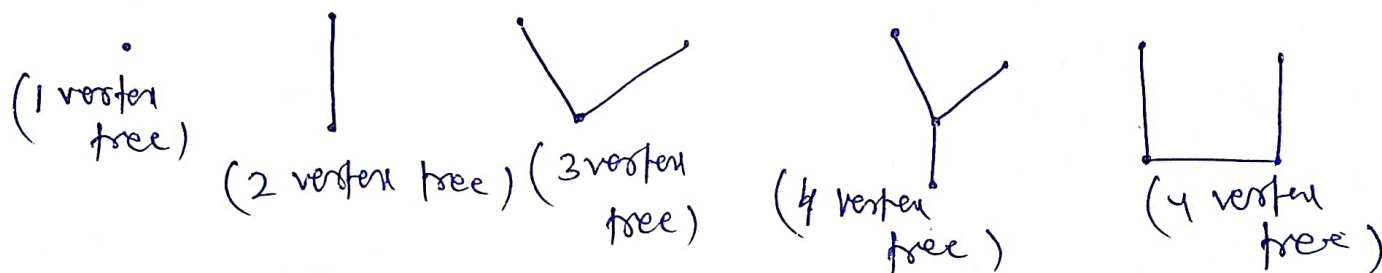 (1 vertex
tree)
(2 vertex tree)
(3 vertex
tree)
(4 vertex
tree)
(4 vertex
tree)